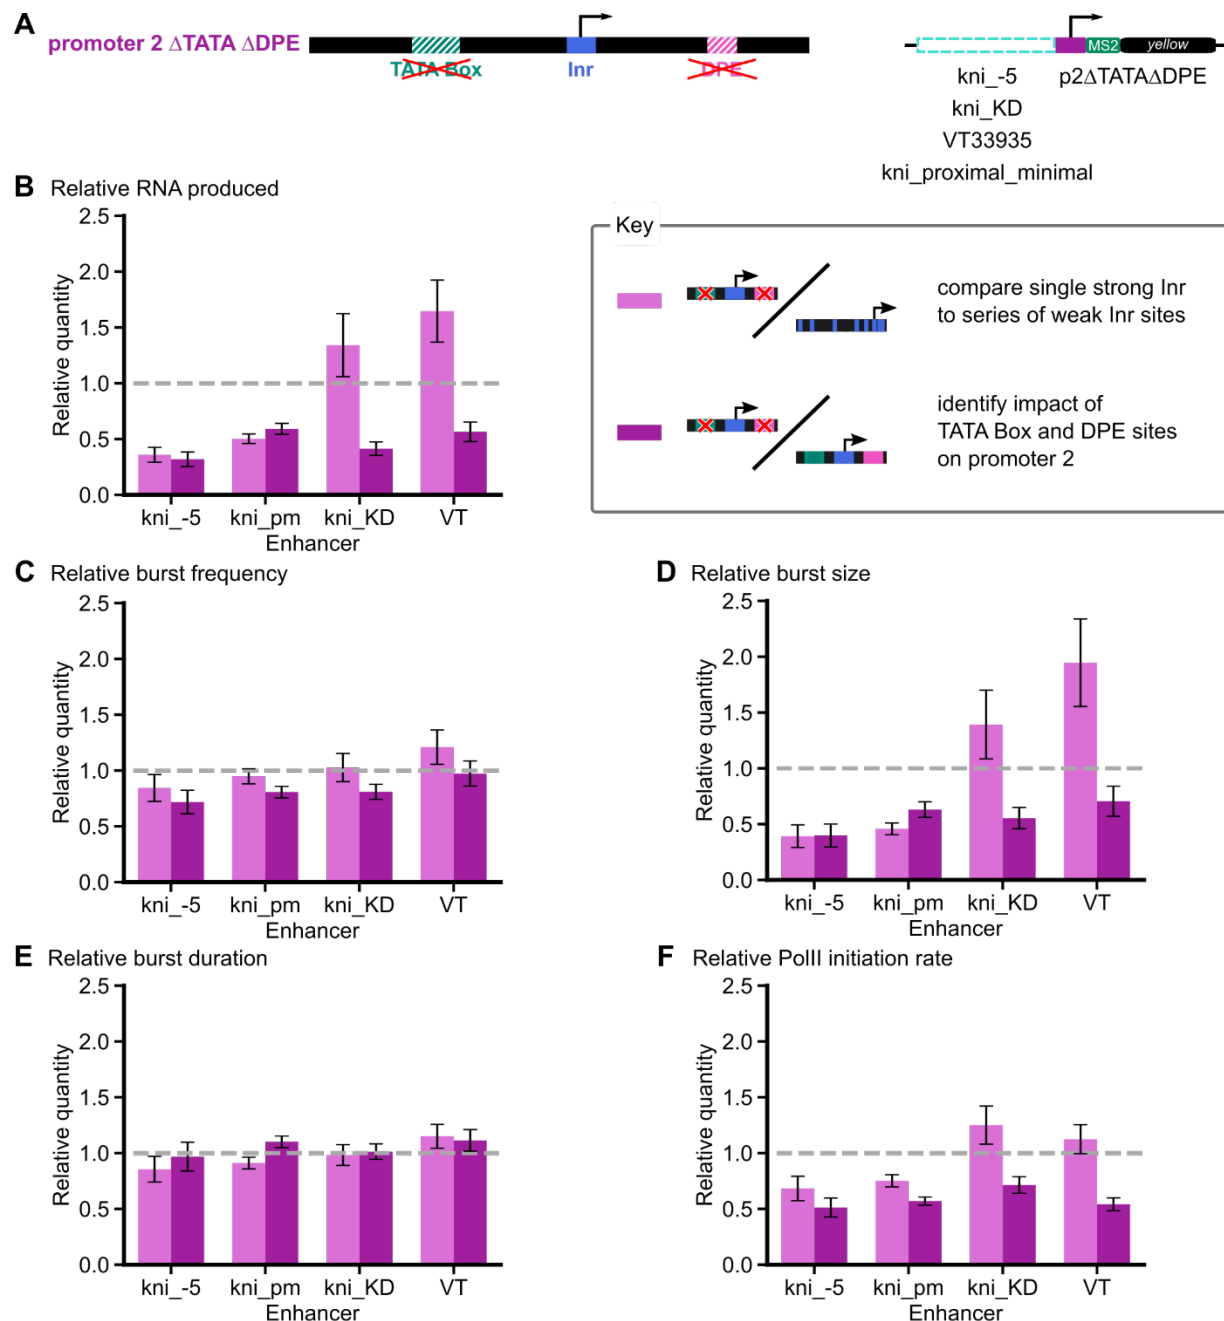 A
promoter 2 ΔTATA ΔDPE
TATA Box
Inr
DPE
MS2
yellow
kni_-5
p2ΔTATAΔDPE
kni_KD
VT33935
kni_proximal_minimal
B Relative RNA produced
Relative quantity
2.5
2.0
1.5
1.0
0.5
0.0
kni_-5 kni_pm kni_KD VT
Enhancer
Key
compare single strong Inr
to series of weak Inr sites
identify impact of
TATA Box and DPE sites
on promoter 2
C Relative burst frequency
Relative quantity
2.5
2.0
1.5
1.0
0.5
0.0
kni_-5 kni_pm kni_KD VT
Enhancer
D Relative burst size
Relative quantity
2.5
2.0
1.5
1.0
0.5
0.0
kni_-5 kni_pm kni_KD VT
Enhancer
E Relative burst duration
Relative quantity
2.5
2.0
1.5
1.0
0.5
0.0
kni_-5 kni_pm kni_KD VT
Enhancer
F Relative PolII initiation rate
Relative quantity
2.5
2.0
1.5
1.0
0.5
0.0
kni_-5 kni_pm kni_KD VT
Enhancer